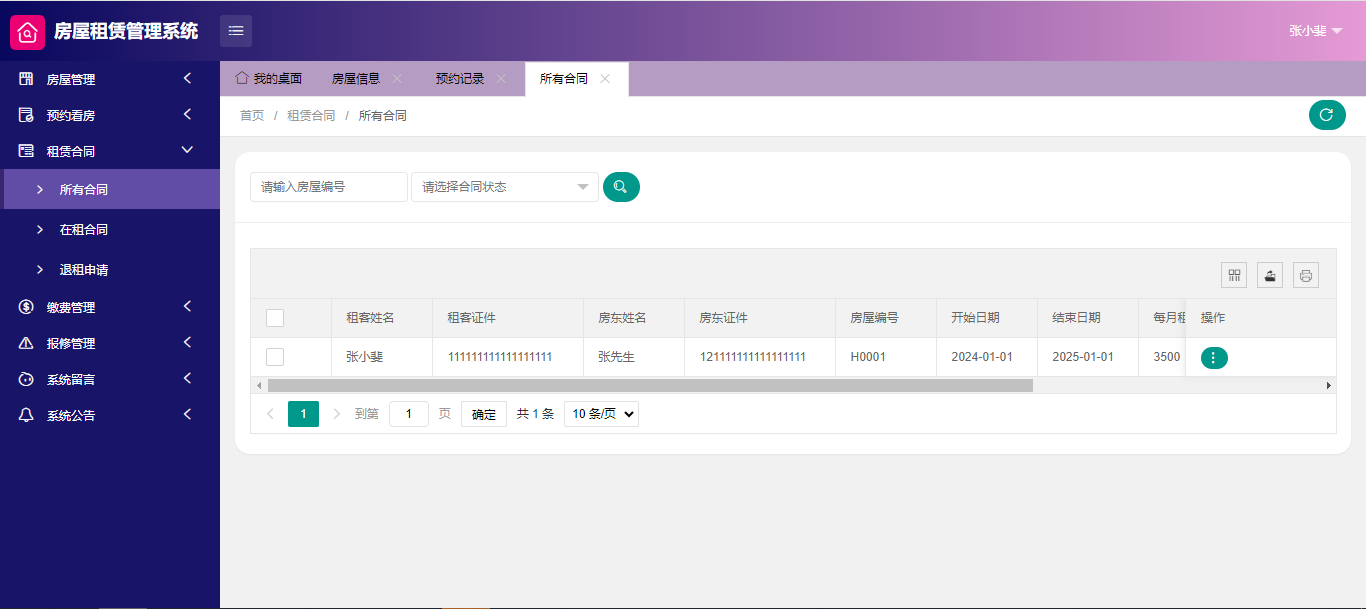 房屋租赁管理系统
张小斐
房屋管理
预约看房
租赁合同
所有合同
在租合同
退租申请
缴费管理
报修管理
系统留言
系统公告
我的桌面 房屋信息 预约记录 所有合同
首页 / 租赁合同 / 所有合同
请输入房屋编号 请选择合同状态
租客姓名 租客证件 房东姓名 房东证件 房屋编号 开始日期 结束日期 每月租 操作
张小斐 111111111111111111 张先生 121111111111111111 H0001 2024-01-01 2025-01-01 3500
1 到第 1 页 确定 共 1 条 10 条/页